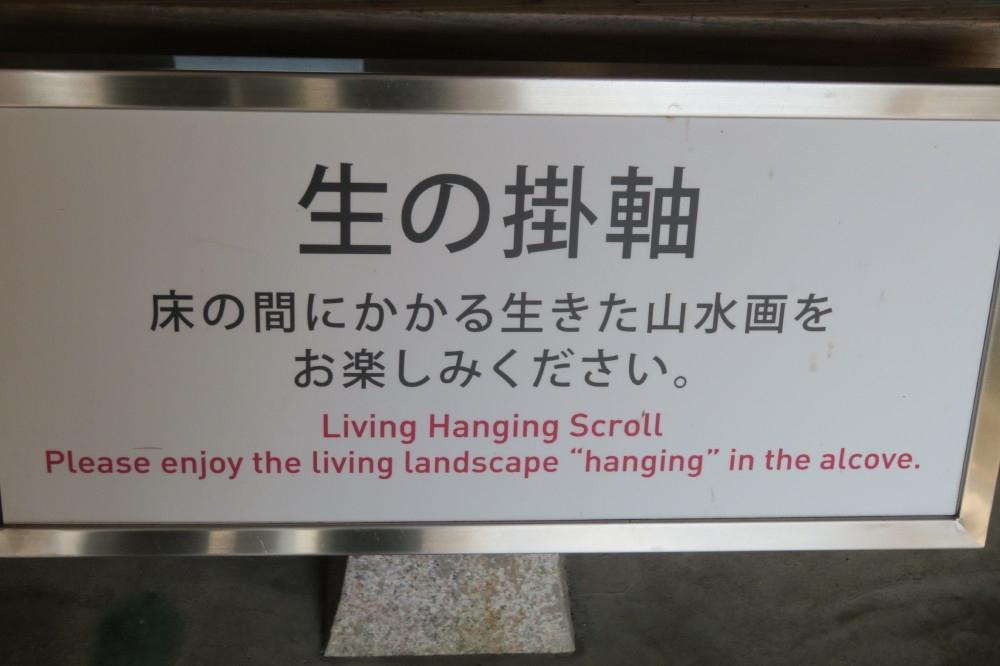 生の掛軸
床の間にかかる生きた山水画を
お楽しみください。
Living Hanging Scroll
Please enjoy the living landscape “hanging” in the alcove.